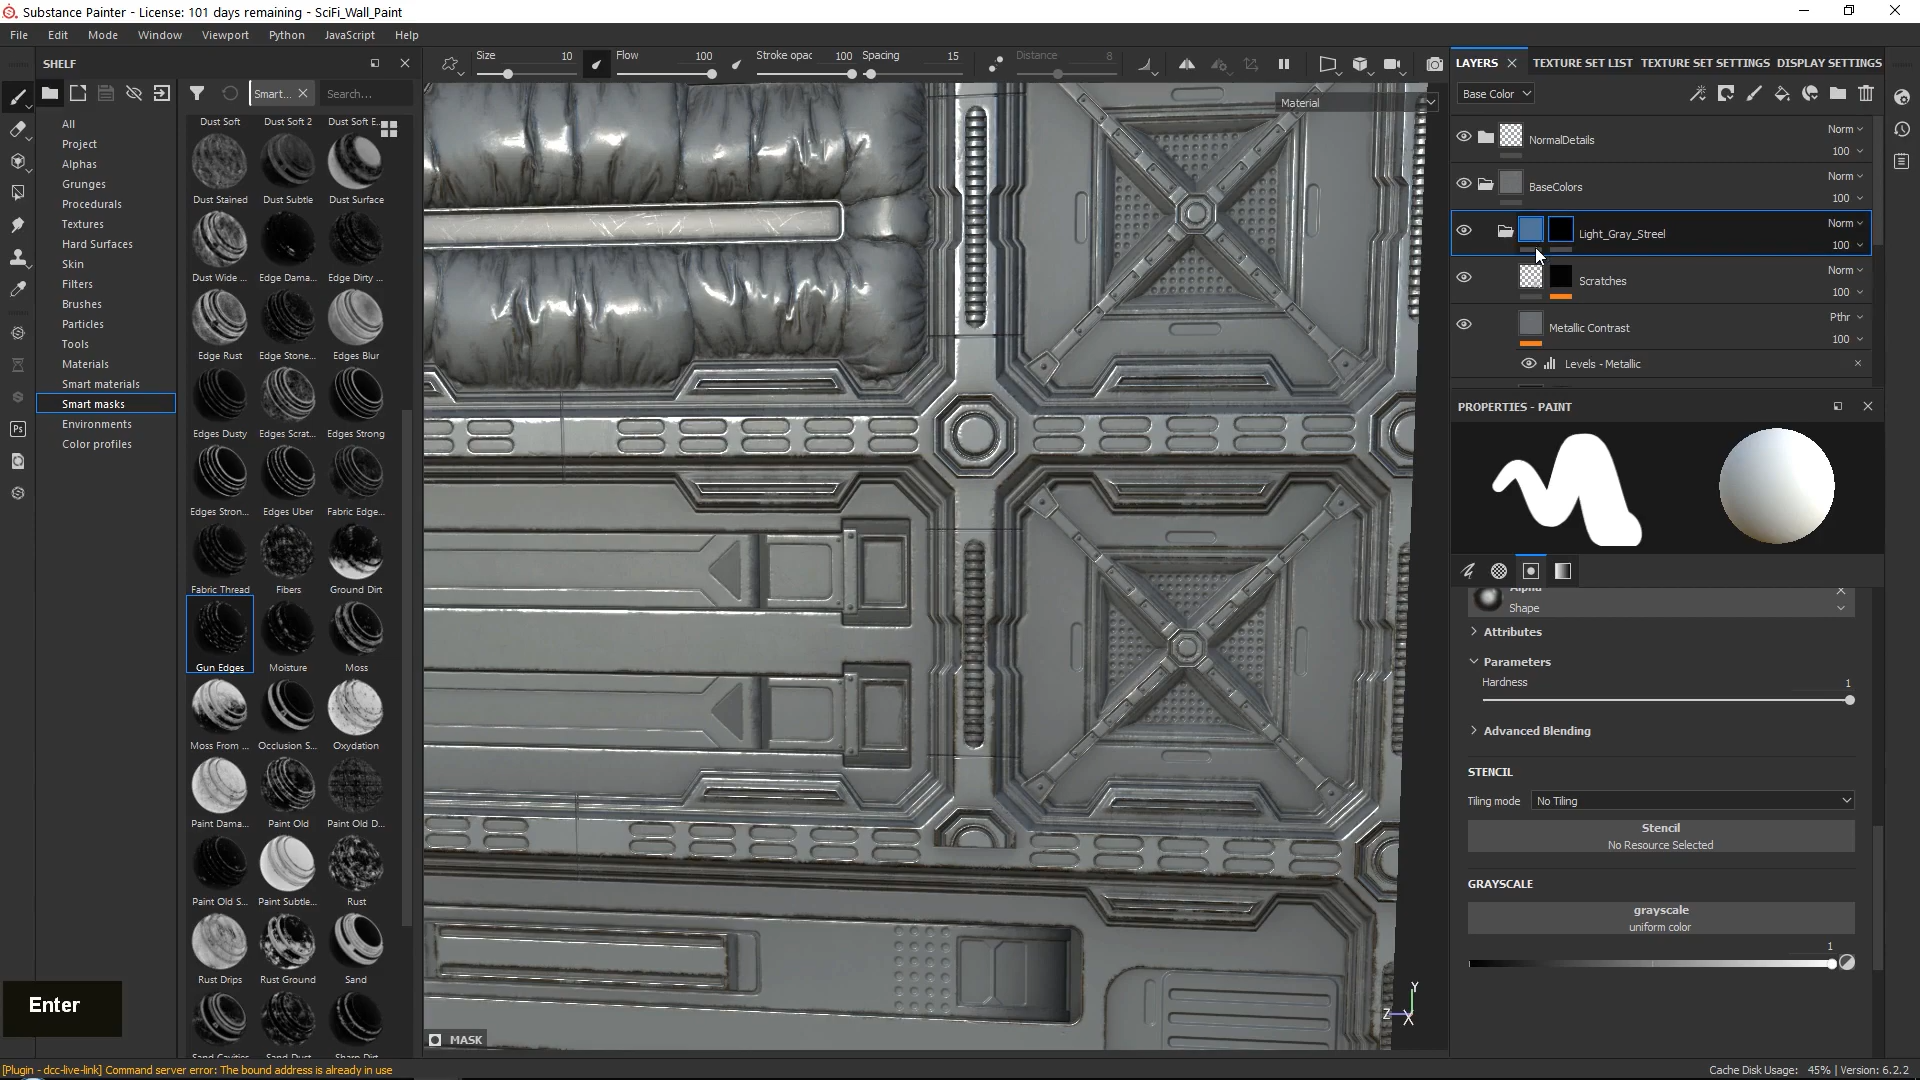 Substance Painter - License: 101 days remaining - SciFi_Wall_Paint
File Edit Mode Window Viewport Python JavaScript Help
SHELF
Size 10
Flow 100
Stroke opac 100
Spacing 15
Distance 8
LAYERS
TEXTURE SET LIST
TEXTURE SET SETTINGS
DISPLAY SETTINGS
Smart...
Search...
Material
Base Color
All
Project
Alphas
Grunges
Procedurals
Textures
Hard Surfaces
Skin
Filters
Brushes
Particles
Tools
Materials
Smart materials
Smart masks
Environments
Color profiles
Dust Soft Dust Soft 2 Dust Soft E...
Dust Stained Dust Subtle Dust Surface
Dust Wide ... Edge Dama... Edge Dirty ...
Edge Rust Edge Stone... Edges Blur
Edges Dusty Edges Scrat... Edges Strong
Edges Stron... Edges Uber Fabric Edge...
Fabric Thread Fibers Ground Dirt
Gun Edges Moisture Moss
Moss From ... Occlusion S... Oxydation
Paint Dama... Paint Old Paint Old D...
Paint Old S... Paint Subtle... Rust
Rust Drips Rust Ground Sand
Sand Cavities Sand Dust Sharp Dirt
NormalDetails Norm 100
BaseColors Norm 100
Light_Gray_Streel Norm 100
Scratches Norm 100
Metallic Contrast Pthr 100
Levels - Metallic
PROPERTIES - PAINT
Alpha
Shape
Attributes
Parameters
Hardness 1
Advanced Blending
STENCIL
Tiling mode No Tiling
Stencil
No Resource Selected
GRAYSCALE
grayscale
uniform color
1
Enter
MASK
Y
Z
X
[Plugin - dcc-live-link] Command server error: The bound address is already in use
Cache Disk Usage: 45% | Version: 6.2.2
Ps